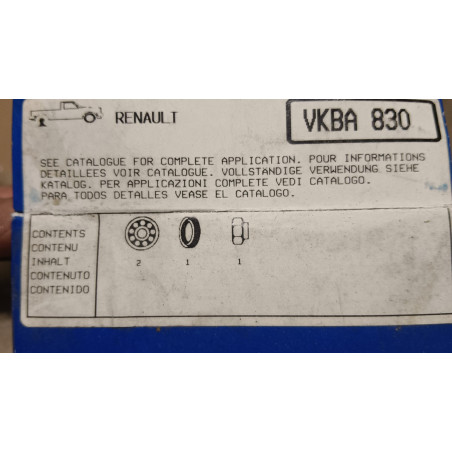 RENAULT
VKBA 830
SEE CATALOGUE FOR COMPLETE APPLICATION. POUR INFORMATIONS
DETAILLEES VOIR CATALOGUE. VOLLSTANDIGE VERWENDUNG SIEHE
KATALOG. PER APPLICAZIONI COMPLETE VEDI CATALOGO.
PARA TODOS DETALLES VEASE EL CATALOGO.
CONTENTS
CONTENU
INHALT
CONTENUTO
CONTENIDO
2 1 1